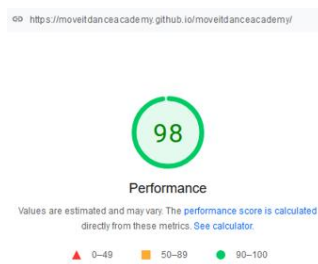 https://moveitdanceacademy.github.io/moveitdanceacademy/
98
Performance
Values are estimated and may vary. The performance score is calculated
directly from these metrics. See calculator.
0–49 50–89 90–100